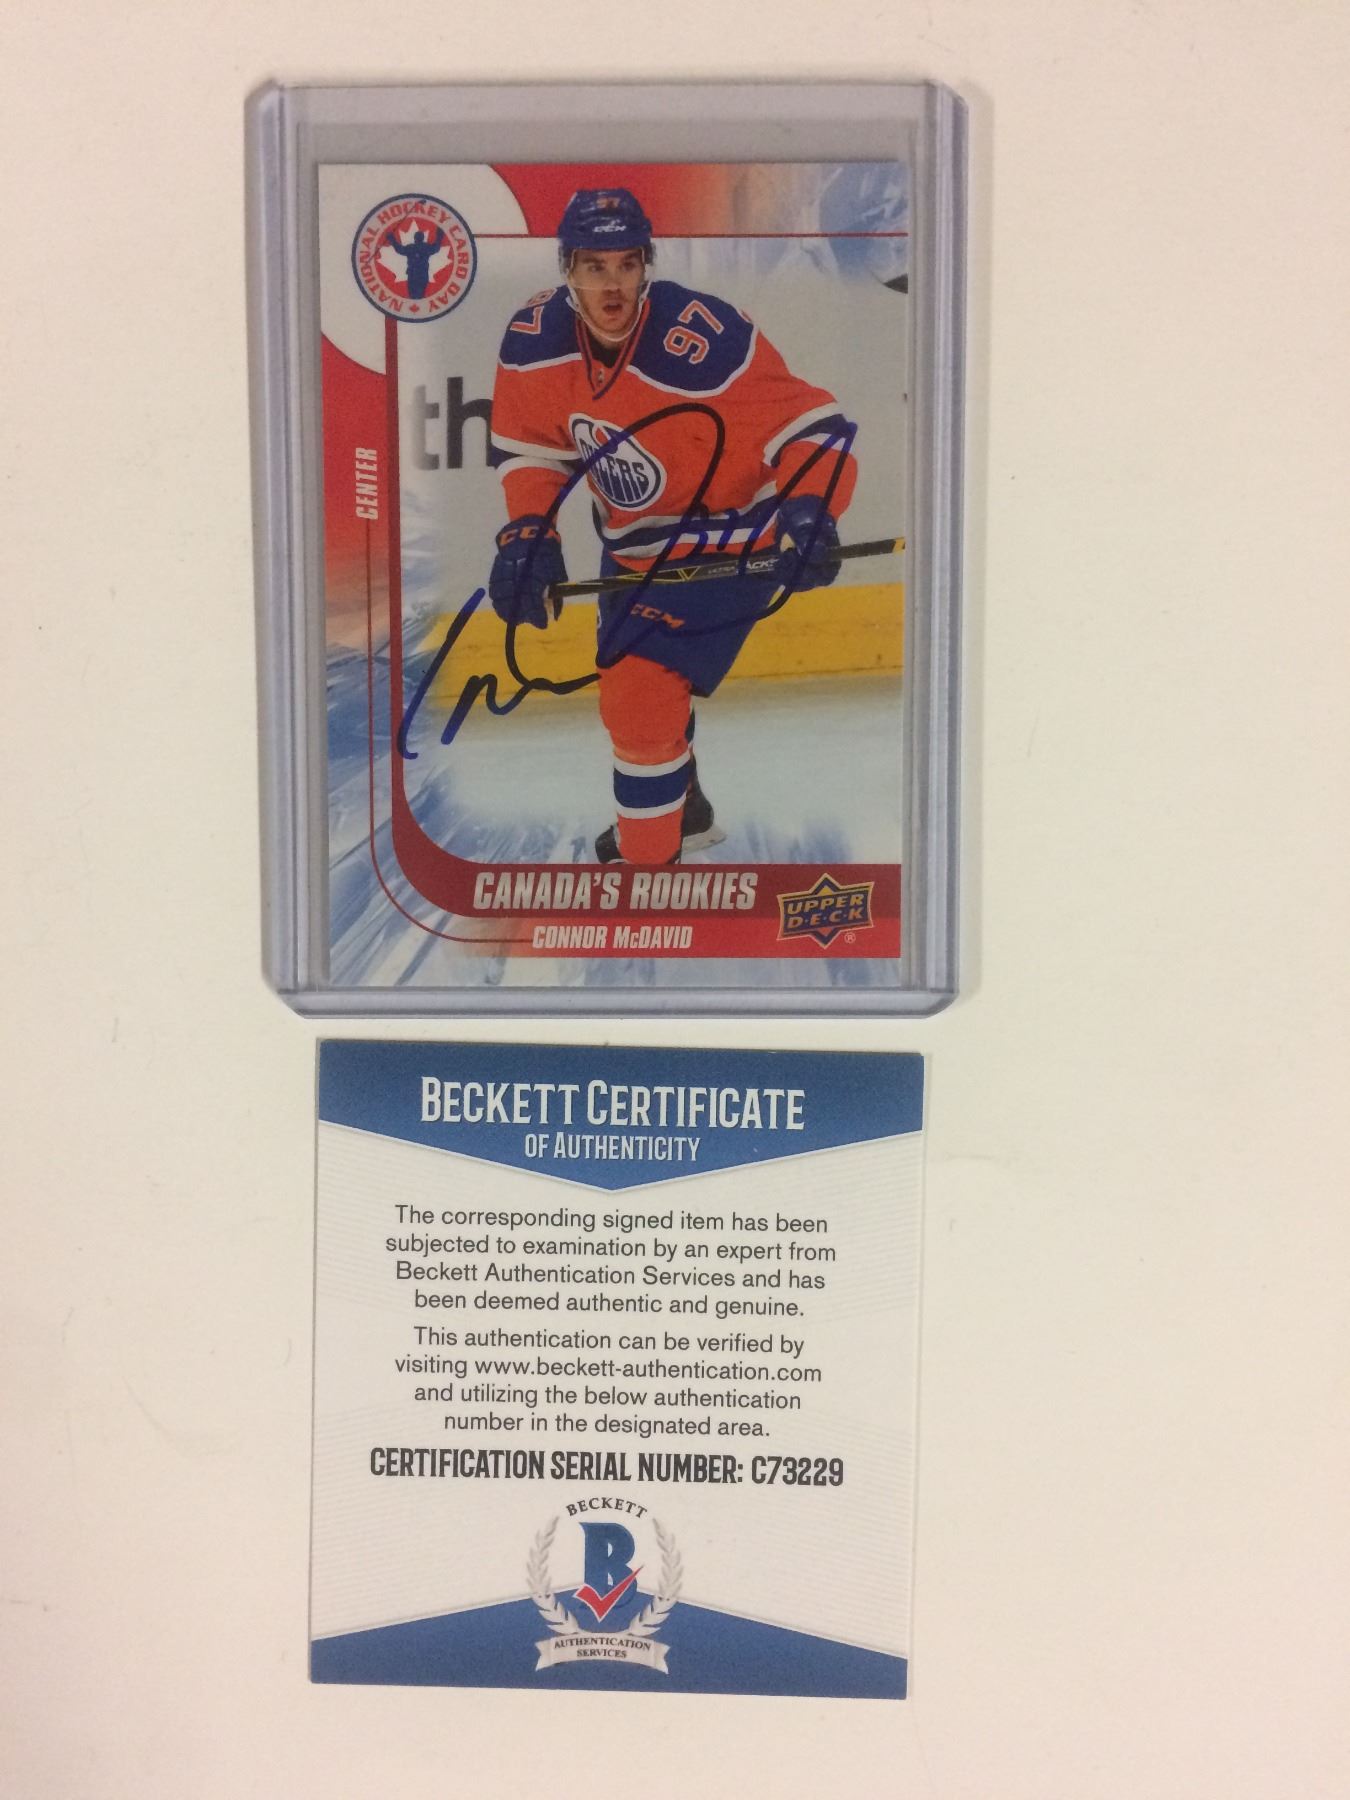 NATIONAL HOCKEY CARD DAY
97
CCM
97
97
th
OILERS
CENTER
CCM
CCM
CANADA'S ROOKIES
CONNOR McDAVID
UPPER
D·E·C·K
®
BECKETT CERTIFICATE
OF AUTHENTICITY
The corresponding signed item has been
subjected to examination by an expert from
Beckett Authentication Services and has
been deemed authentic and genuine.
This authentication can be verified by
visiting www.beckett-authentication.com
and utilizing the below authentication
number in the designated area.
CERTIFICATION SERIAL NUMBER: C73229
BECKETT
B
AUTHENTICATION
SERVICES